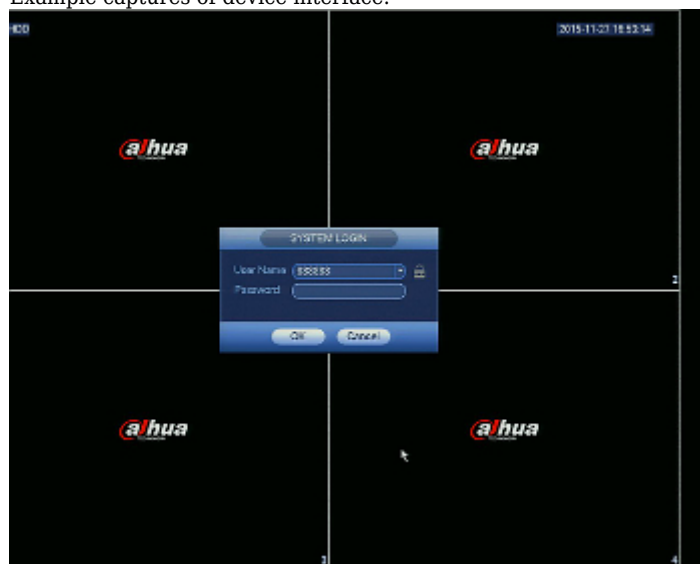 Example captures of device interface:
HDD 2015-11-27 16:53:14
alhua alhua
SYSTEM LOGIN
User Name 888888
Password
2
OK Cancel
alhua alhua
3 4